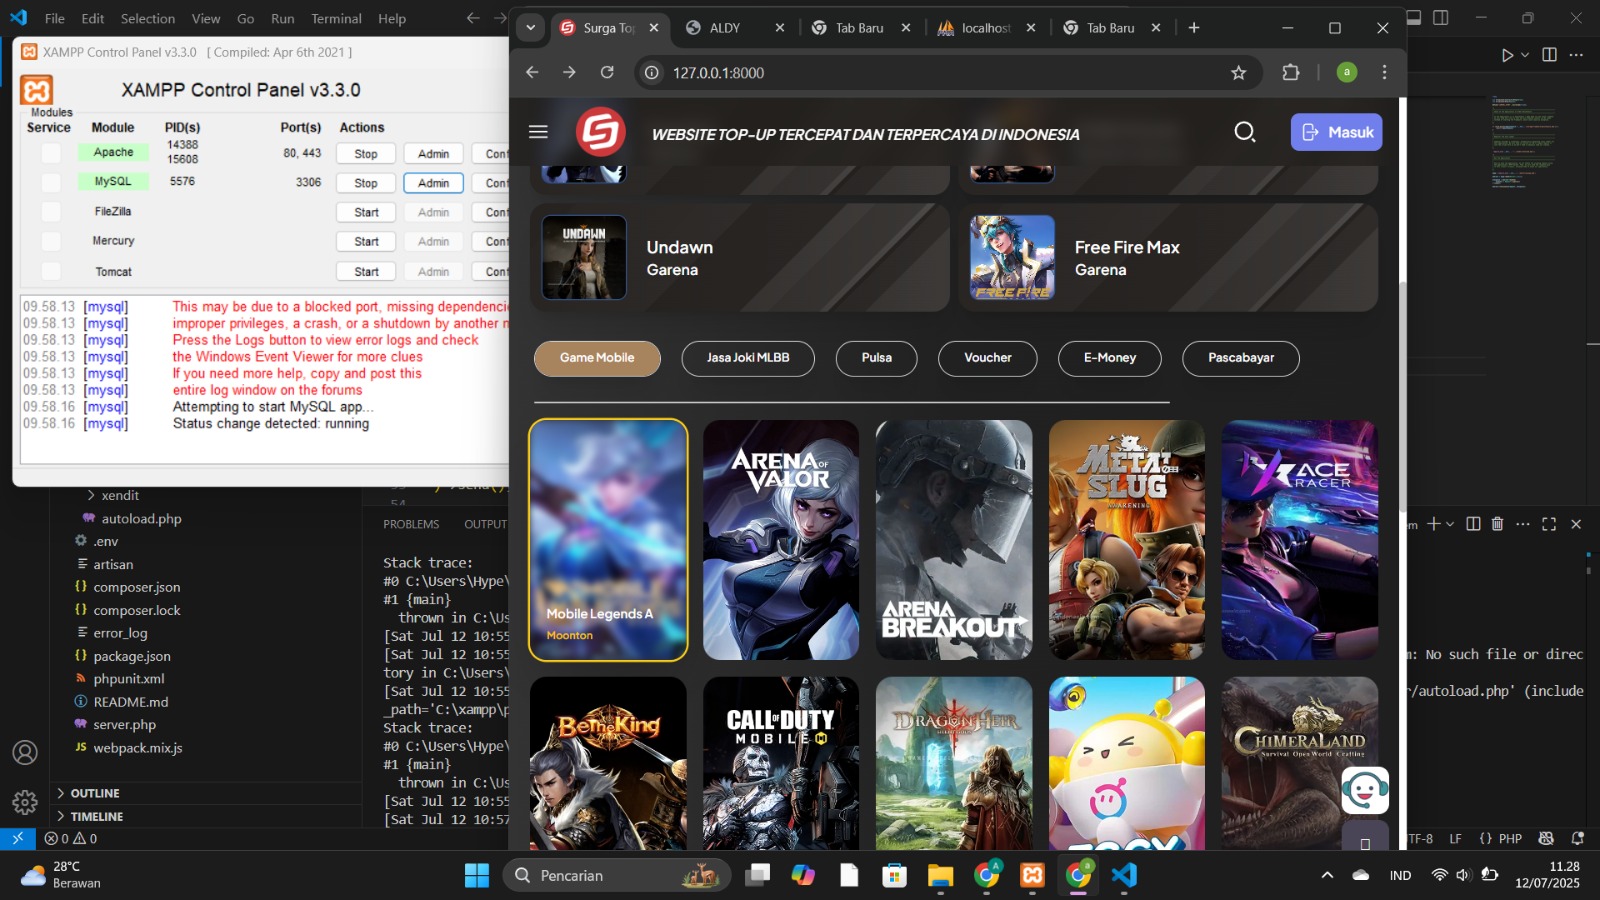 File Edit Selection View Go Run Terminal Help
XAMPP Control Panel v3.3.0 [ Compiled: Apr 6th 2021 ]
XAMPP Control Panel v3.3.0
Modules
Service Module PID(s) Port(s) Actions
Apache 14388 15608 80, 443 Stop Admin
MySQL 5576 3306 Stop Admin
FileZilla Start Admin
Mercury Start Admin
Tomcat Start Admin
09.58.13 [mysql] This may be due to a blocked port, missing
09.58.13 [mysql] improper privileges, a crash, or a shutdown by another
09.58.13 [mysql] Press the Logs button to view error logs and check
09.58.13 [mysql] the Windows Event Viewer for more clues
09.58.13 [mysql] If you need more help, copy and post this
09.58.13 [mysql] entire log window on the forums
09.58.16 [mysql] Attempting to start MySQL app...
09.58.16 [mysql] Status change detected: running
xendit
autoload.php
.env
artisan
composer.json
composer.lock
error_log
package.json
phpunit.xml
README.md
server.php
JS webpack.mix.js
OUTLINE
TIMELINE
0 0
54
PROBLEMS OUTPUT
Stack trace:
#0 C:\Users\Hype\
#1 {main}
thrown in C:\Us
[Sat Jul 12 10:55
[Sat Jul 12 10:55
tory in C:\Users\
[Sat Jul 12 10:55
_path='C:\xampp\p
Stack trace:
#0 C:\Users\Hype\
#1 {main}
thrown in C:\Us
[Sat Jul 12 10:55
[Sat Jul 12 10:57
Surga To ALDY Tab Baru localhost Tab Baru
127.0.0.1:8000
a
WEBSITE TOP-UP TERCEPAT DAN TERPERCAYA DI INDONESIA
Masuk
UNDAWN
Undawn
Garena
FREE FIRE
Free Fire Max
Garena
Game Mobile Jasa Joki MLBB Pulsa Voucher E-Money Pascabayar
Mobile Legends A
Moonton
ARENA OF VALOR
ARENA BREAKOUT
METAL SLUG
AWAKENING
ACE RACER
BE THE KING
CALL OF DUTY
MOBILE
DRAGONHEIR
EGGY
CHIMERALAND
Survival Open World Crafting
m: No such file or direc
r/autoload.php' (include
TF-8 LF {} PHP
28°C
Berawan
Pencarian
IND
11.28
12/07/2025